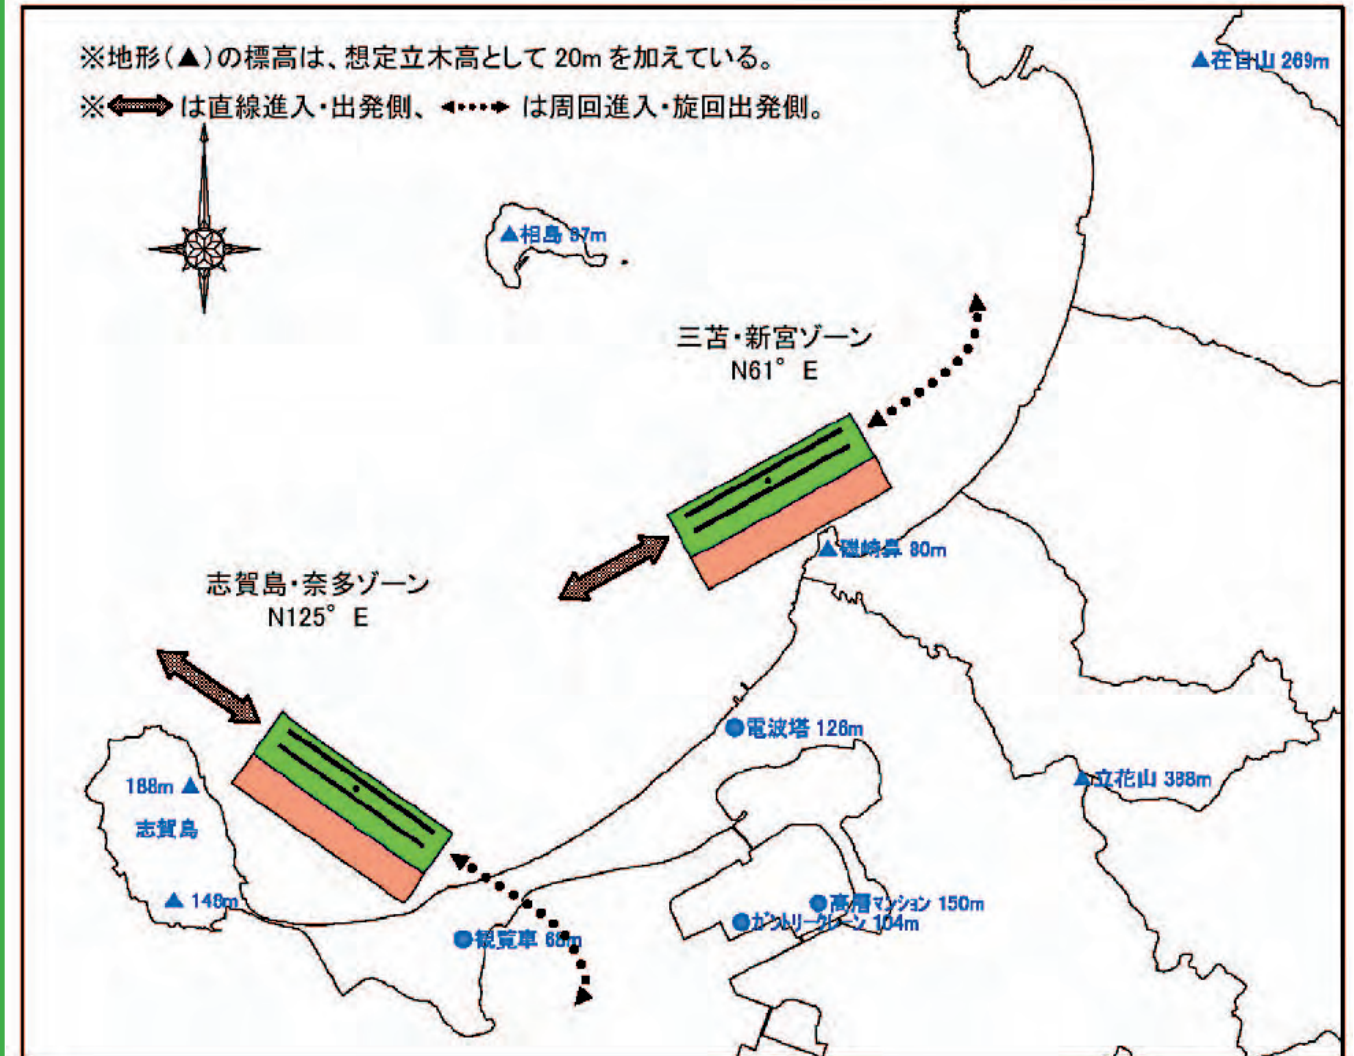 ※地形(▲)の標高は、想定立木高として 20m を加えている。
※ は直線進入・出発側、 は周回進入・旋回出発側。
▲在自山 269m
▲相島 97m
三苫・新宮ゾーン
N61° E
▲磯崎鼻 80m
志賀島・奈多ゾーン
N125° E
●電波塔 126m
188m ▲
志賀島
▲立花山 388m
▲ 148m
●高層マンション 150m
●ガントリークレーン 104m
●観覧車 68m